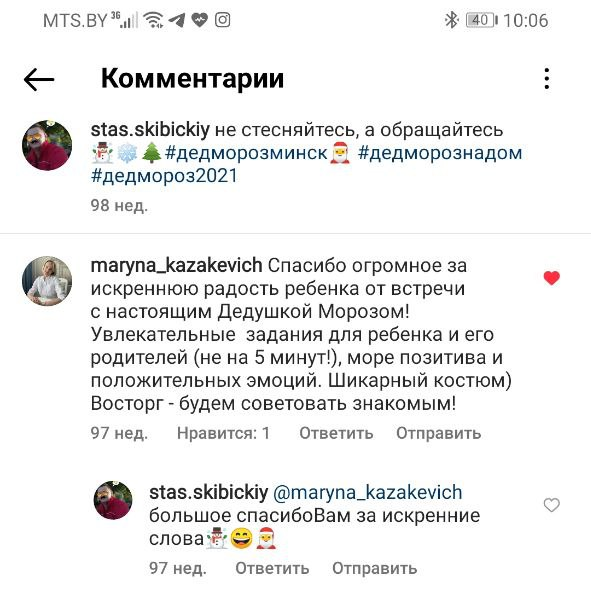 MTS.BY 36 40 10:06
Комментарии
stas.skibickiy не стесняйтесь, а обращайтесь
☃️❄️🌲#дедморозминск🎅 #дедморознадом
#дедмороз2021
98 нед.
maryna_kazakevich Спасибо огромное за
искреннюю радость ребенка от встречи
с настоящим Дедушкой Морозом!
Увлекательные задания для ребенка и его
родителей (не на 5 минут!), море позитива и
положительных эмоций. Шикарный костюм)
Восторг - будем советовать знакомым!
97 нед. Нравится: 1 Ответить Отправить
stas.skibickiy @maryna_kazakevich
большое спасибоВам за искренние
слова☃️😄🎅
97 нед. Ответить Отправить